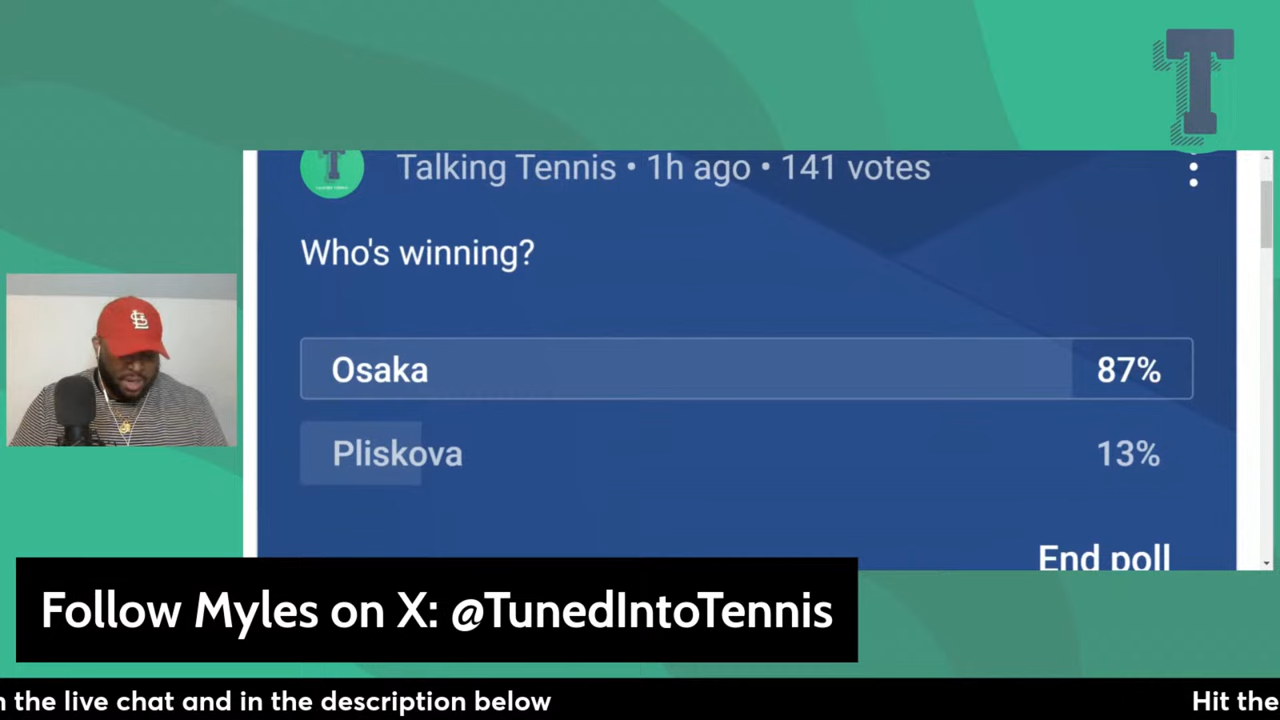 T
Talking Tennis • 1h ago • 141 votes
Who's winning?
Osaka 87%
Pliskova 13%
End poll
Follow Myles on X: @TunedIntoTennis
the live chat and in the description below
Hit the